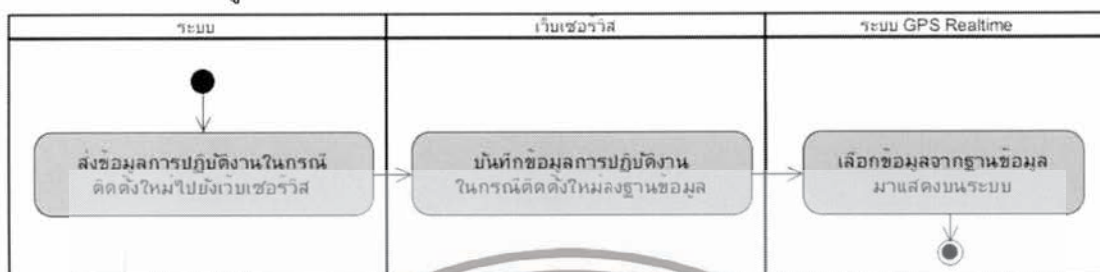 ระบบ
เว็บเซอร์วิส
ระบบ GPS Realtime
ส่งข้อมูลการปฏิบัติงานในกรณี
ติดตั้งใหม่ไปยังเว็บเซอร์วิส
บันทึกข้อมูลการปฏิบัติงาน
ในกรณีติดตั้งใหม่ลงฐานข้อมูล
เลือกข้อมูลจากฐานข้อมูล
มาแสดงบนระบบ